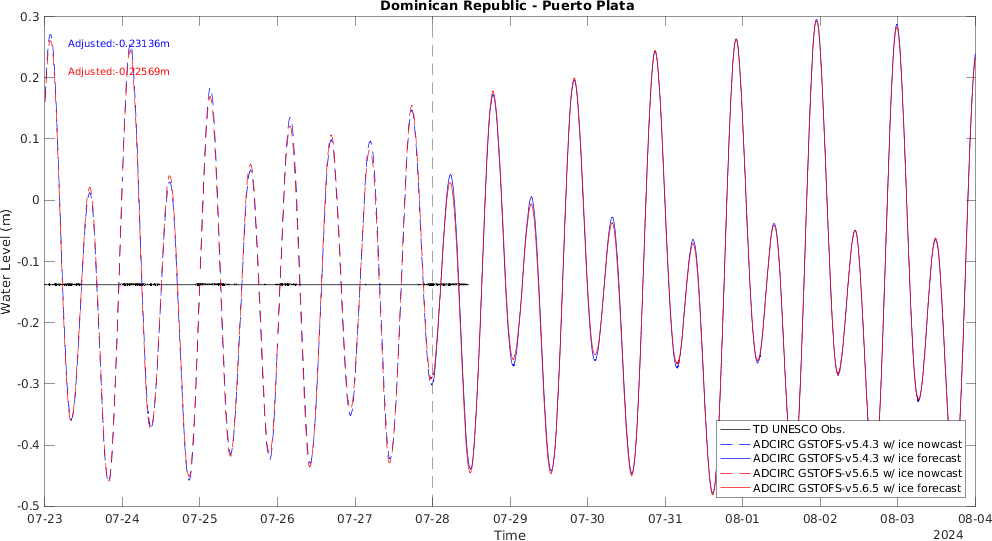 Dominican Republic - Puerto Plata
Adjusted:-0.23136m
Adjusted:-0.22569m
Water Level (m)
0.3
0.2
0.1
0
-0.1
-0.2
-0.3
-0.4
-0.5
TD UNESCO Obs.
ADCIRC GSTOFS-v5.4.3 w/ ice nowcast
ADCIRC GSTOFS-v5.4.3 w/ ice forecast
ADCIRC GSTOFS-v5.6.5 w/ ice nowcast
ADCIRC GSTOFS-v5.6.5 w/ ice forecast
07-23 07-24 07-25 07-26 07-27 07-28 07-29 07-30 07-31 08-01 08-02 08-03 08-04
Time
2024